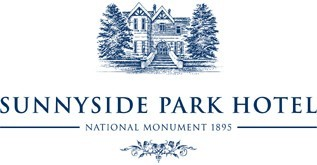 SUNNYSIDE PARK HOTEL
NATIONAL MONUMENT 1895